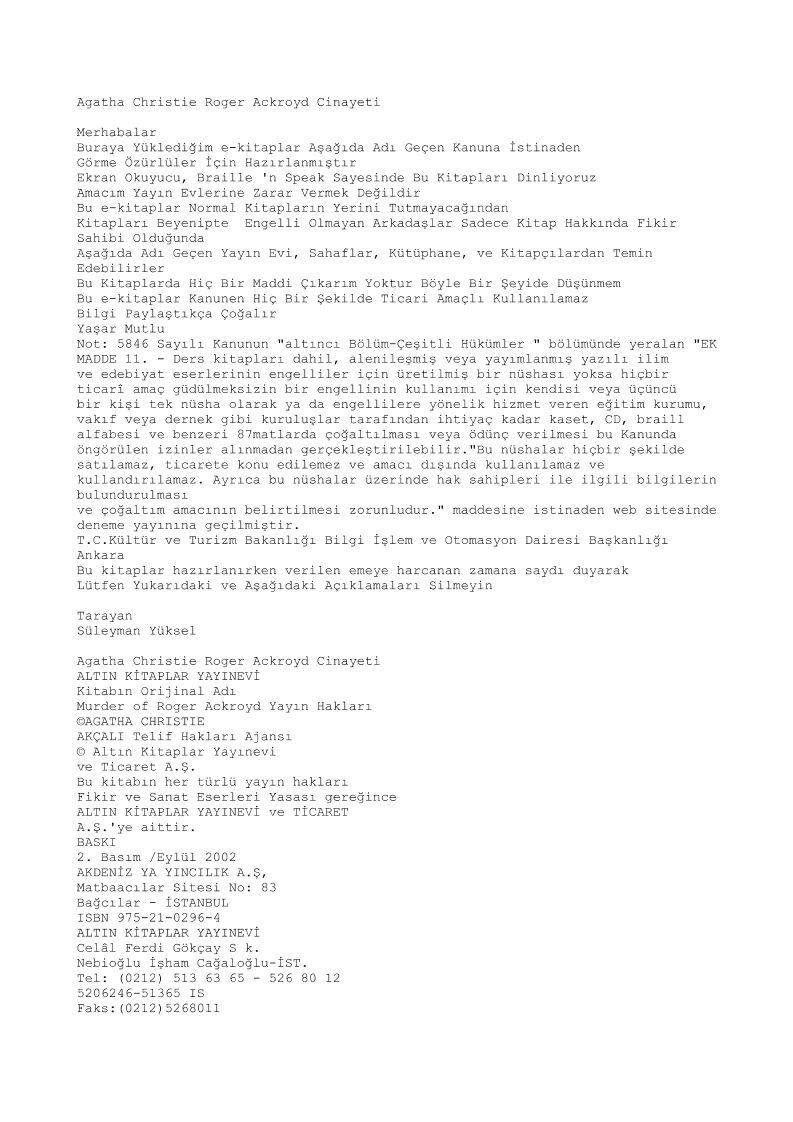 Agatha Christie Roger Ackroyd Cinayeti
Merhabalar
Buraya Yüklediğim e-kitaplar Aşağıda Adı Geçen Kanuna İstinaden
Görme Özürlüler İçin Hazırlanmıştır
Ekran Okuyucu, Braille 'n Speak Sayesinde Bu Kitapları Dinliyoruz
Amacım Yayın Evlerine Zarar Vermek Değildir
Bu e-kitaplar Normal Kitapların Yerini Tutmayacağından
Kitapları Beyenipte  Engelli Olmayan Arkadaşlar Sadece Kitap Hakkında Fikir
Sahibi Olduğunda
Aşağıda Adı Geçen Yayın Evi, Sahaflar, Kütüphane, ve Kitapçılardan Temin
Edebilirler
Bu Kitaplarda Hiç Bir Maddi Çıkarım Yoktur Böyle Bir Şeyide Düşünmem
Bu e-kitaplar Kanunen Hiç Bir Şekilde Ticari Amaçlı Kullanılamaz
Bilgi Paylaştıkça Çoğalır
Yaşar Mutlu
Not: 5846 Sayılı Kanunun "altıncı Bölüm-Çeşitli Hükümler " bölümünde yeralan "EK
MADDE 11. - Ders kitapları dahil, alenileşmiş veya yayımlanmış yazılı ilim
ve edebiyat eserlerinin engelliler için üretilmiş bir nüshası yoksa hiçbir
ticarî amaç güdülmeksizin bir engellinin kullanımı için kendisi veya üçüncü
bir kişi tek nüsha olarak ya da engellilere yönelik hizmet veren eğitim kurumu,
vakıf veya dernek gibi kuruluşlar tarafından ihtiyaç kadar kaset, CD, braill
alfabesi ve benzeri 87matlarda çoğaltılması veya ödünç verilmesi bu Kanunda
öngörülen izinler alınmadan gerçekleştirilebilir."Bu nüshalar hiçbir şekilde
satılamaz, ticarete konu edilemez ve amacı dışında kullanılamaz ve
kullandırılamaz. Ayrıca bu nüshalar üzerinde hak sahipleri ile ilgili bilgilerin
bulundurulması
ve çoğaltım amacının belirtilmesi zorunludur." maddesine istinaden web sitesinde
deneme yayınına geçilmiştir.
T.C.Kültür ve Turizm Bakanlığı Bilgi İşlem ve Otomasyon Dairesi Başkanlığı
Ankara
Bu kitaplar hazırlanırken verilen emeye harcanan zamana saydı duyarak
Lütfen Yukarıdaki ve Aşağıdaki Açıklamaları Silmeyin
Tarayan
Süleyman Yüksel
Agatha Christie Roger Ackroyd Cinayeti
ALTIN KİTAPLAR YAYINEVİ
Kitabın Orijinal Adı
Murder of Roger Ackroyd Yayın Hakları
©AGATHA CHRISTIE
AKÇALI Telif Hakları Ajansı
© Altın Kitaplar Yayınevi
ve Ticaret A.Ş.
Bu kitabın her türlü yayın hakları
Fikir ve Sanat Eserleri Yasası gereğince
ALTIN KİTAPLAR YAYINEVİ ve TİCARET
A.Ş.'ye aittir.
BASKI
2. Basım /Eylül 2002
AKDENİZ YA YINCILIK A.Ş,
Matbaacılar Sitesi No: 83
Bağcılar - İSTANBUL
ISBN 975-21-0296-4
ALTIN KİTAPLAR YAYINEVİ
Celâl Ferdi Gökçay S k.
Nebioğlu İşham Cağaloğlu-İST.
Tel: (0212) 513 63 65 - 526 80 12
5206246-51365 IS
Faks:(0212)5268011